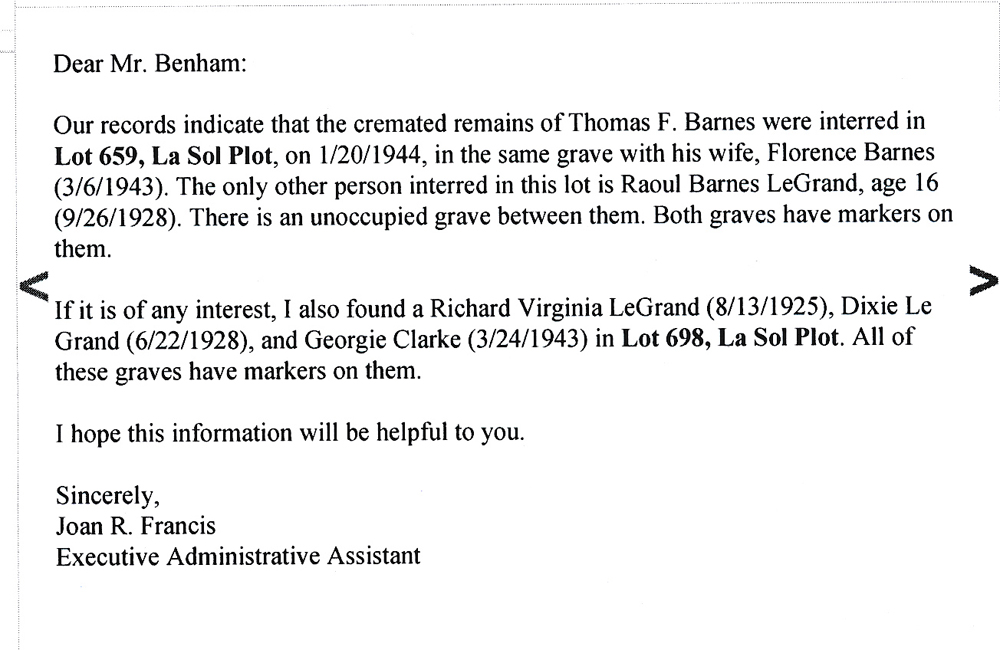 Dear Mr. Benham:
Our records indicate that the cremated remains of Thomas F. Barnes were interred in
Lot 659, La Sol Plot, on 1/20/1944, in the same grave with his wife, Florence Barnes
(3/6/1943). The only other person interred in this lot is Raoul Barnes LeGrand, age 16
(9/26/1928). There is an unoccupied grave between them. Both graves have markers on
them.
< >
If it is of any interest, I also found a Richard Virginia LeGrand (8/13/1925), Dixie Le
Grand (6/22/1928), and Georgie Clarke (3/24/1943) in Lot 698, La Sol Plot. All of
these graves have markers on them.
I hope this information will be helpful to you.
Sincerely,
Joan R. Francis
Executive Administrative Assistant